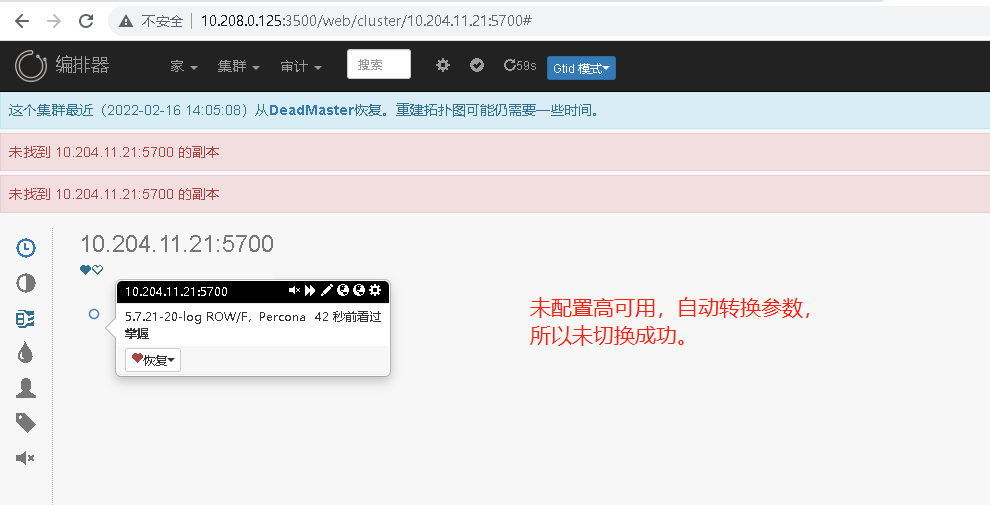 不安全 | 10.208.0.125:3500/web/cluster/10.204.11.21:5700#
编排器 家 集群 审计 搜索 59s Gtid 模式
这个集群最近（2022-02-16 14:05:08）从DeadMaster恢复。重建拓扑图可能仍需要一些时间。
未找到 10.204.11.21:5700 的副本
未找到 10.204.11.21:5700 的副本
10.204.11.21:5700
10.204.11.21:5700
5.7.21-20-log ROW/F，Percona 42 秒前看过
掌握
恢复
未配置高可用，自动转换参数，
所以未切换成功。